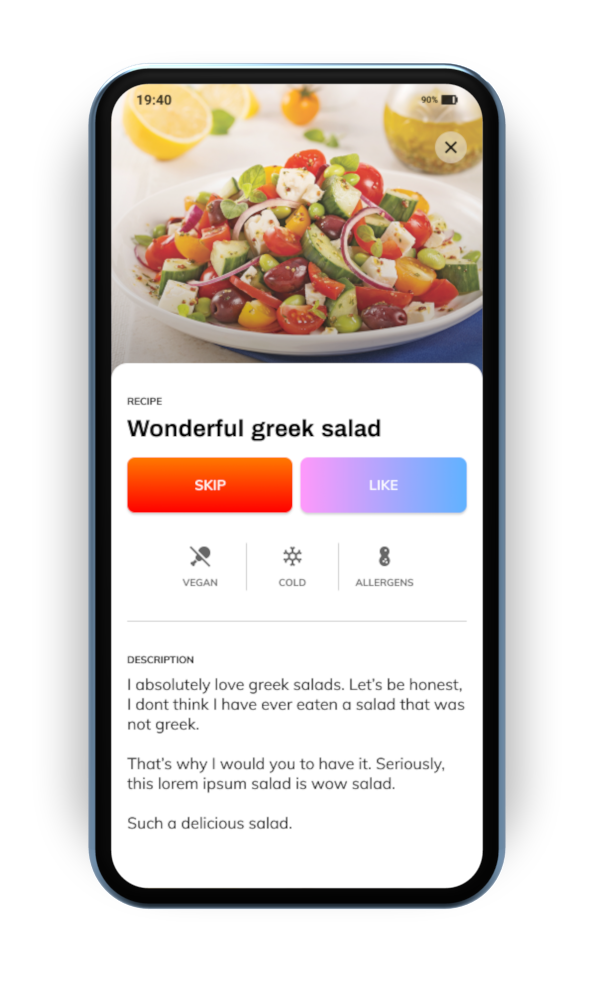 19:40
90%
RECIPE
Wonderful greek salad
SKIP
LIKE
VEGAN
COLD
ALLERGENS
DESCRIPTION
I absolutely love greek salads. Let's be honest,
I dont think I have ever eaten a salad that was
not greek.
That's why I would you to have it. Seriously,
this lorem ipsum salad is wow salad.
Such a delicious salad.